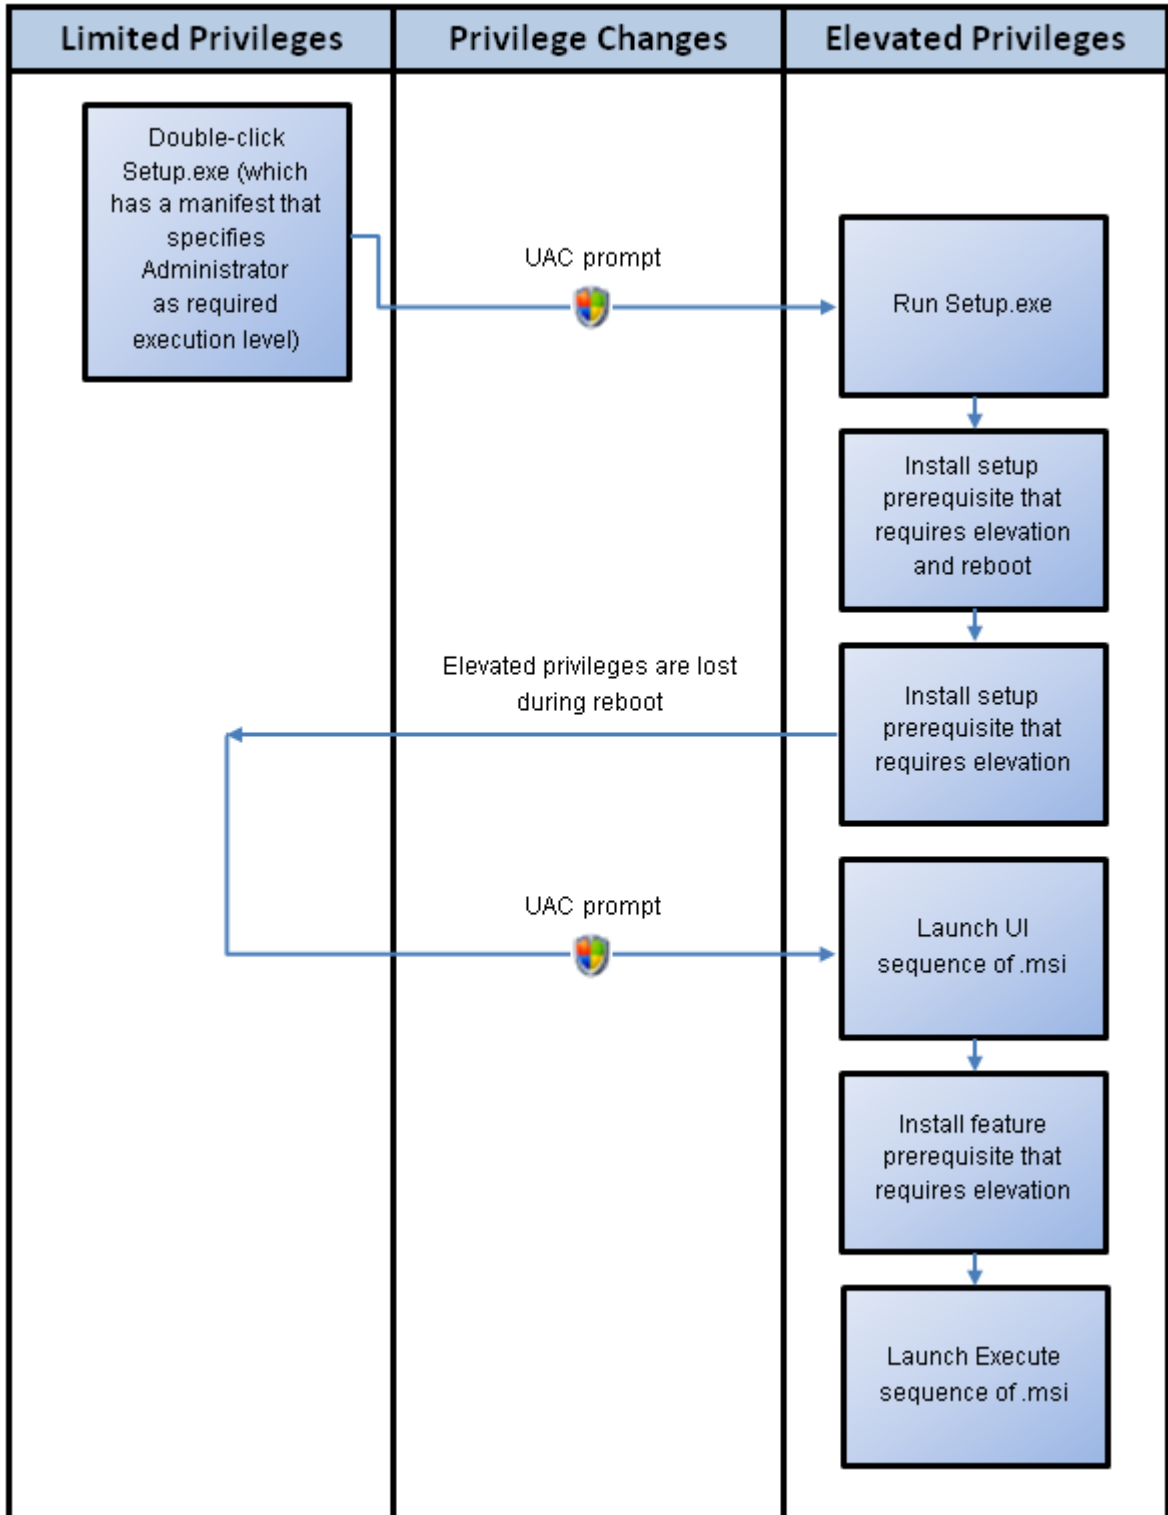 Limited Privileges
Privilege Changes
Elevated Privileges
Double-click
Setup.exe (which
has a manifest that
specifies
Administrator
as required
execution level)
UAC prompt
Run Setup.exe
Install setup
prerequisite that
requires elevation
and reboot
Elevated privileges are lost
during reboot
Install setup
prerequisite that
requires elevation
UAC prompt
Launch UI
sequence of .msi
Install feature
prerequisite that
requires elevation
Launch Execute
sequence of .msi